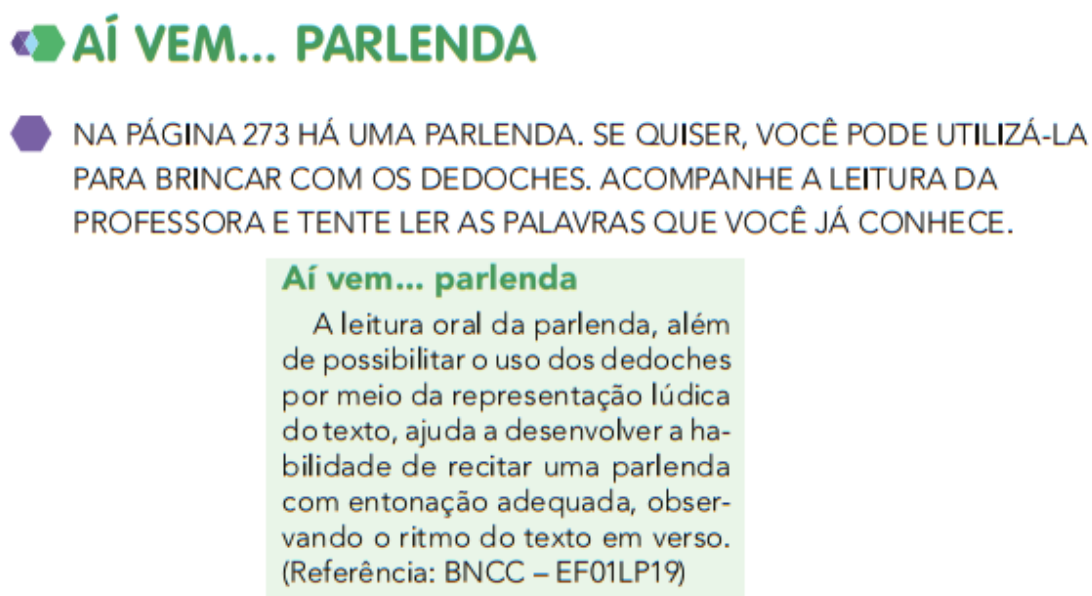 AÍ VEM... PARLENDA
NA PÁGINA 273 HÁ UMA PARLENDA. SE QUISER, VOCÊ PODE UTILIZÁ-LA
PARA BRINCAR COM OS DEDOCHES. ACOMPANHE A LEITURA DA
PROFESSORA E TENTE LER AS PALAVRAS QUE VOCÊ JÁ CONHECE.
Aí vem... parlenda
A leitura oral da parlenda, além
de possibilitar o uso dos dedoches
por meio da representação lúdica
do texto, ajuda a desenvolver a ha-
bilidade de recitar uma parlenda
com entonação adequada, obser-
vando o ritmo do texto em verso.
(Referência: BNCC – EF01LP19)